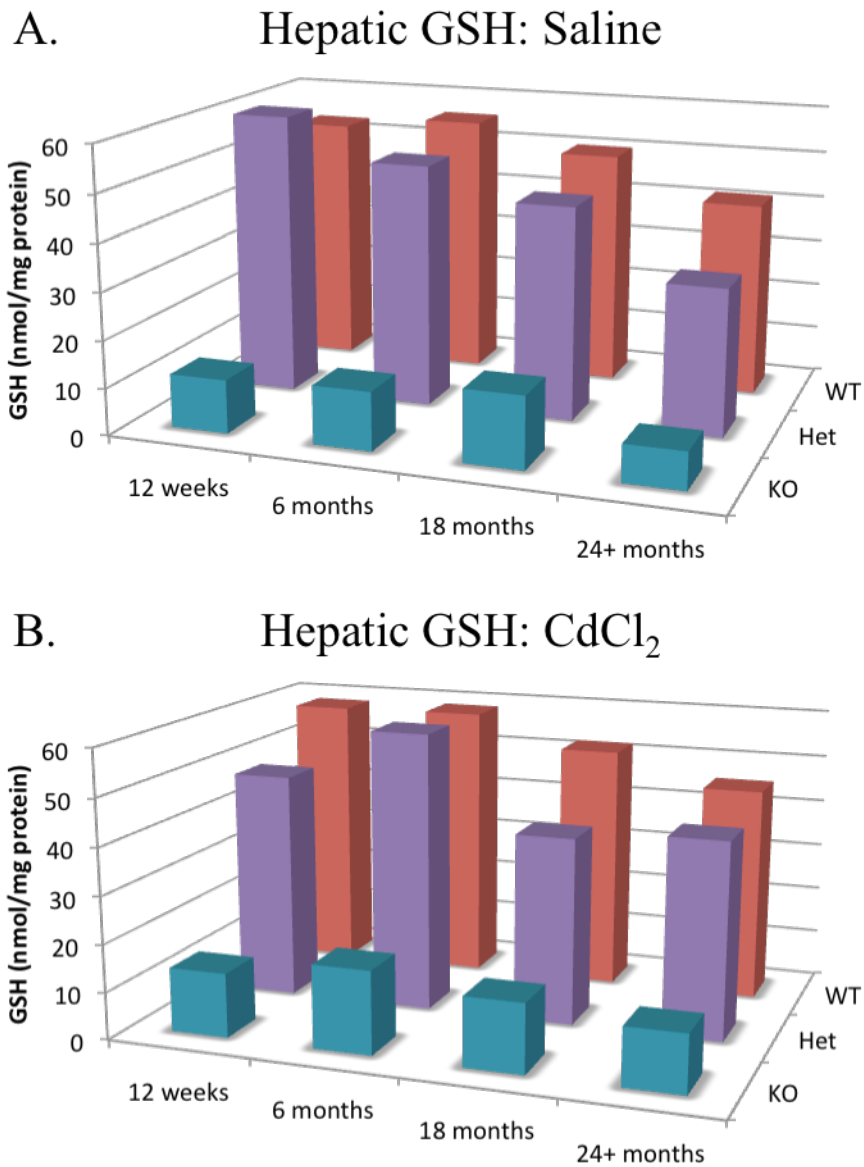 A.
Hepatic GSH: Saline
GSH (nmol/mg protein)
60
50
40
30
20
10
0
12 weeks
6 months
18 months
24+ months
WT
Het
KO
B.
Hepatic GSH: CdCl₂
GSH (nmol/mg protein)
60
50
40
30
20
10
0
12 weeks
6 months
18 months
24+ months
WT
Het
KO